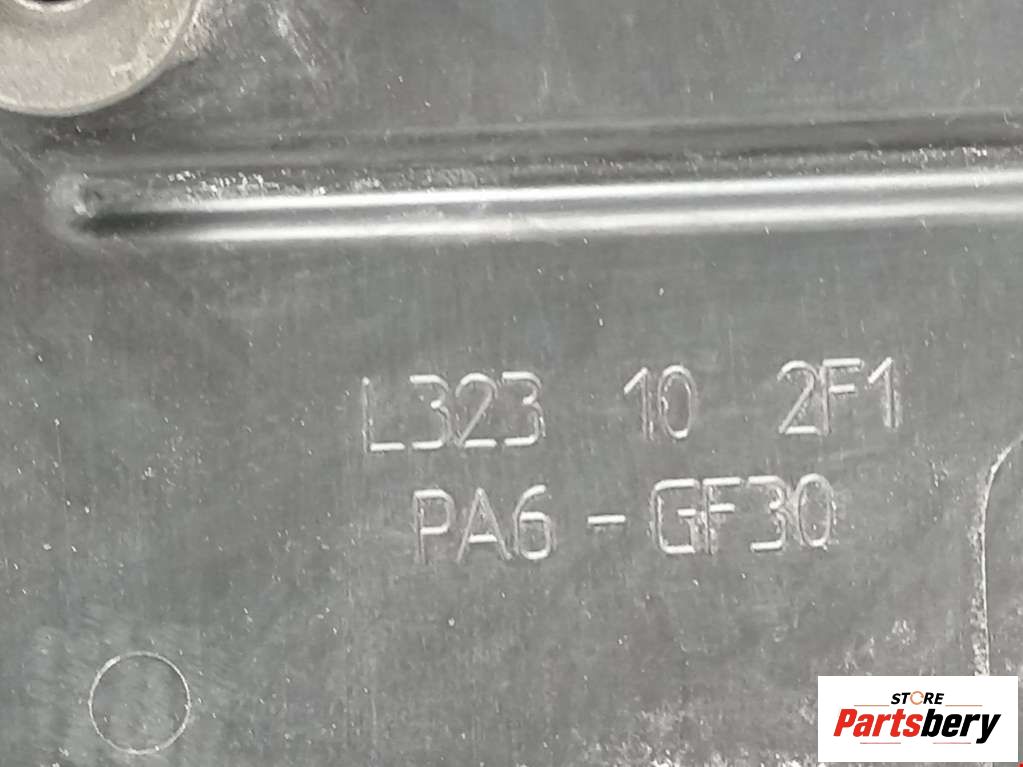 L323 10 2F1
PA6-GF30
STORE
Partsbery